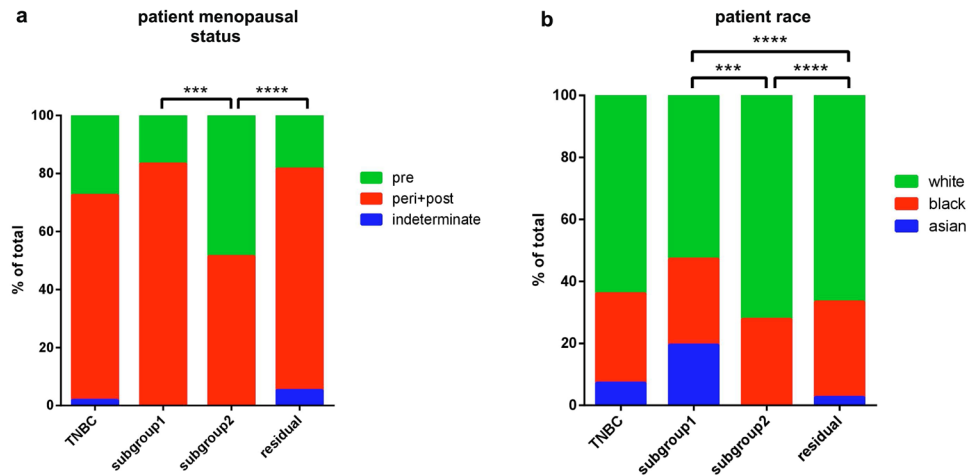 a
patient menopausal
status
***
****
100
80
60
40
20
0
% of total
TNBC
subgroup1
subgroup2
residual
pre
peri+post
indeterminate
b
patient race
****
***
****
100
80
60
40
20
0
% of total
TNBC
subgroup1
subgroup2
residual
white
black
asian